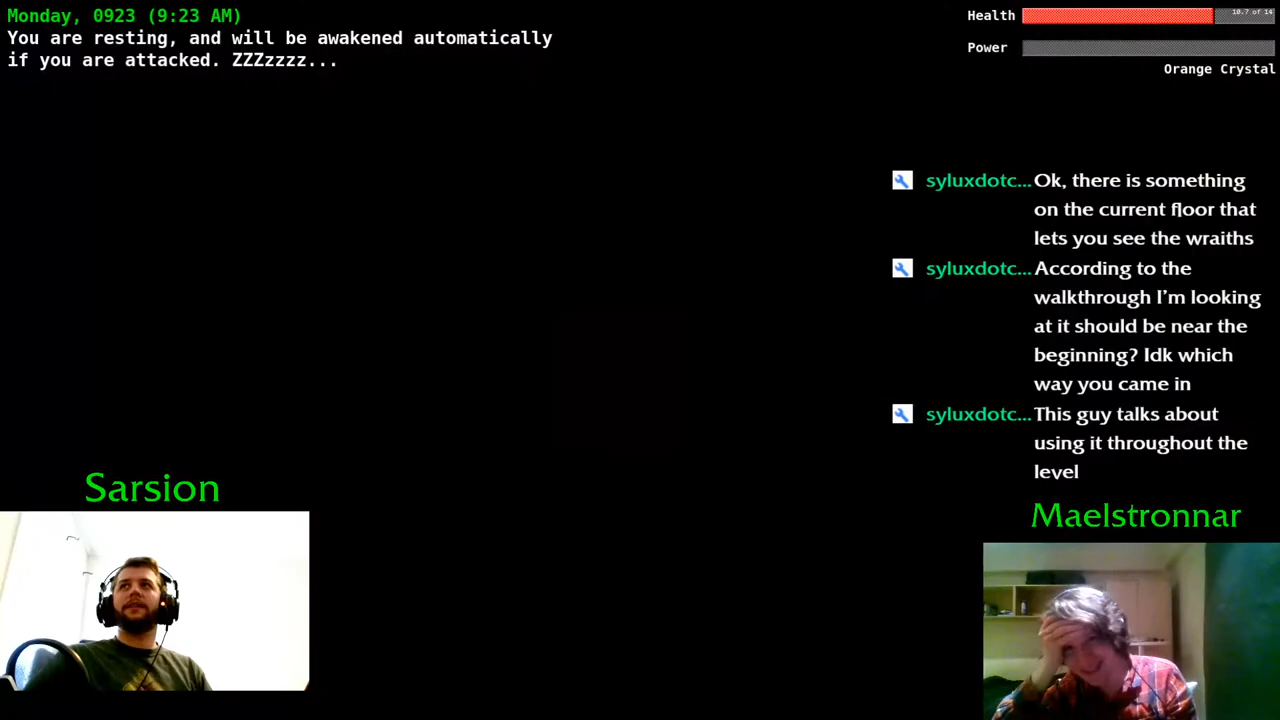 Monday, 0923 (9:23 AM)
You are resting, and will be awakened automatically
if you are attacked. ZZZzzzz...
Health
Power
Orange Crystal
syluxdotc... Ok, there is something
on the current floor that
lets you see the wraiths
syluxdotc... According to the
walkthrough I'm looking
at it should be near the
beginning? Idk which
way you came in
syluxdotc... This guy talks about
using it throughout the
level
Sarsion
Maelstronnar